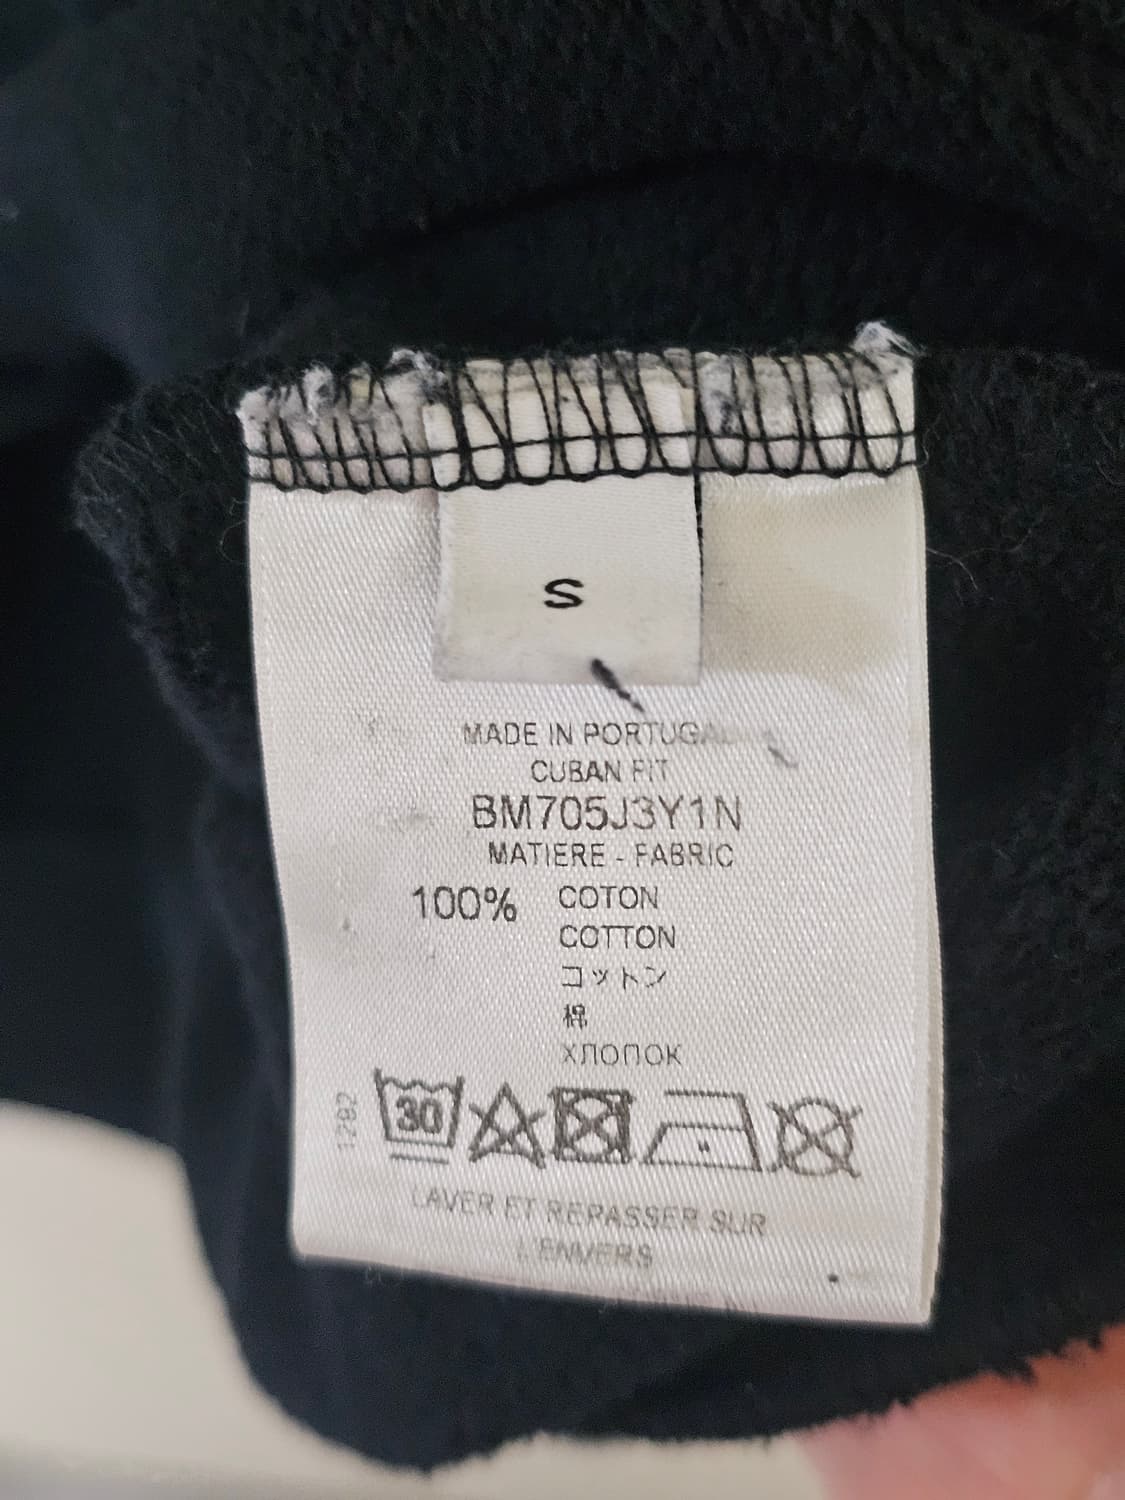 S
MADE IN PORTUGAL
CUBAN FIT
BM705J3Y1N
MATIERE - FABRIC
100% COTON
COTTON
コットン
棉
ХЛОПОК
30
1792
LAVER ET REPASSER SUR
L'ENVERS